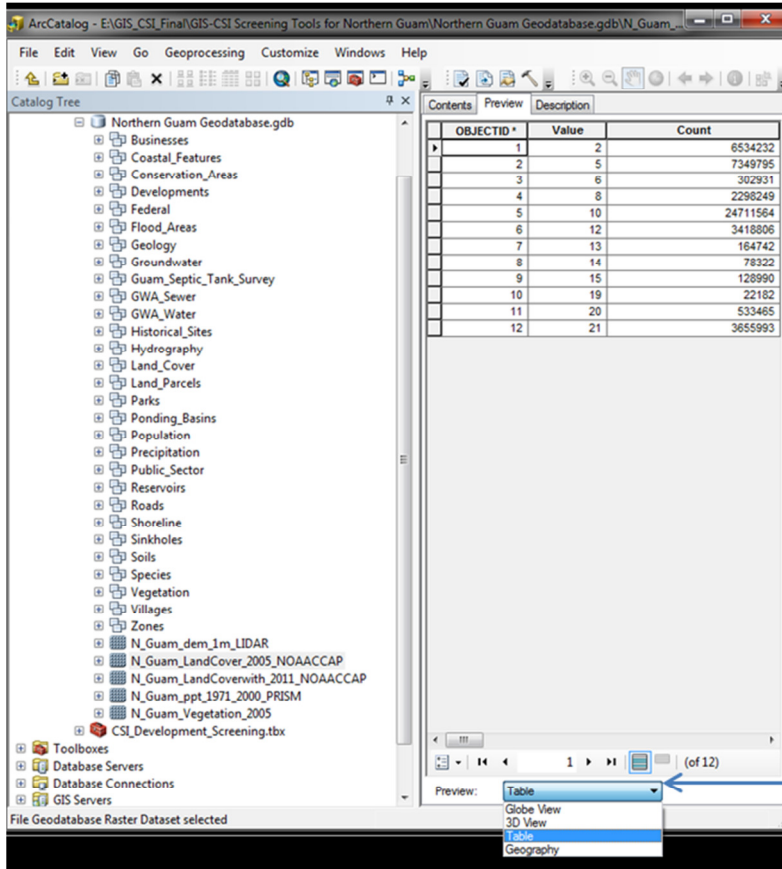 ArcCatalog - E:\GIS_CSI_Final\GIS-CSI Screening Tools for Northern Guam\Northern Guam Geodatabase.gdb\N_Guam_...
File Edit View Go Geoprocessing Customize Windows Help
Catalog Tree
Contents Preview Description
Northern Guam Geodatabase.gdb
Businesses
Coastal_Features
Conservation_Areas
Developments
Federal
Flood_Areas
Geology
Groundwater
Guam_Septic_Tank_Survey
GWA_Sewer
GWA_Water
Historical_Sites
Hydrography
Land_Cover
Land_Parcels
Parks
Ponding_Basins
Population
Precipitation
Public_Sector
Reservoirs
Roads
Shoreline
Sinkholes
Soils
Species
Vegetation
Villages
Zones
N_Guam_dem_1m_LIDAR
N_Guam_LandCover_2005_NOAACCAP
N_Guam_LandCoverwith_2011_NOAACCAP
N_Guam_ppt_1971_2000_PRISM
N_Guam_Vegetation_2005
CSI_Development_Screening.tbx
Toolboxes
Database Servers
Database Connections
GIS Servers
OBJECTID * Value Count
1 2 6534232
2 5 7349795
3 6 302931
4 8 2298249
5 10 24711564
6 12 3418806
7 13 164742
8 14 78322
9 15 128990
10 19 22182
11 20 533465
12 21 3655993
1 (of 12)
Preview: Table
Globe View
3D View
Table
Geography
File Geodatabase Raster Dataset selected